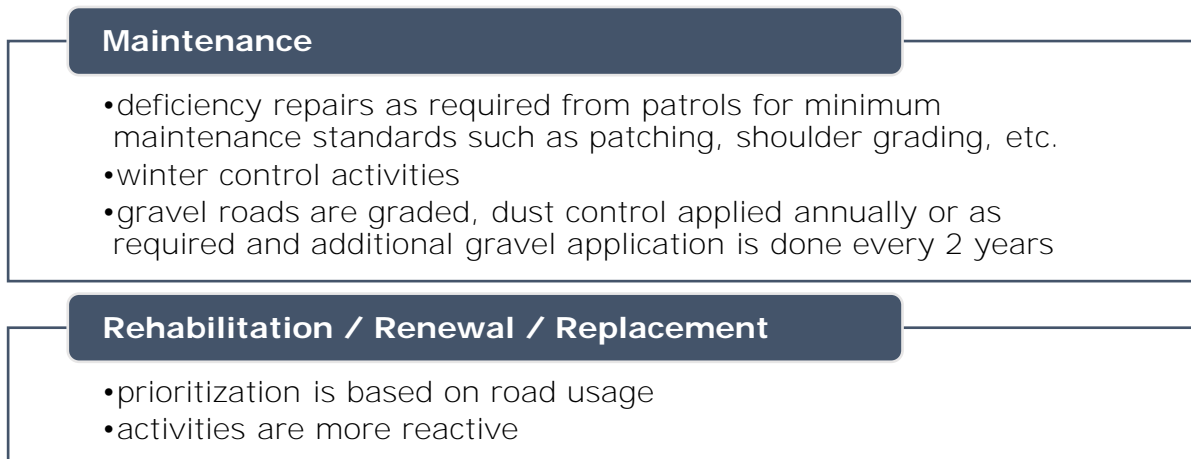 Maintenance
•deficiency repairs as required from patrols for minimum
maintenance standards such as patching, shoulder grading, etc.
•winter control activities
•gravel roads are graded, dust control applied annually or as
required and additional gravel application is done every 2 years
Rehabilitation / Renewal / Replacement
•prioritization is based on road usage
•activities are more reactive